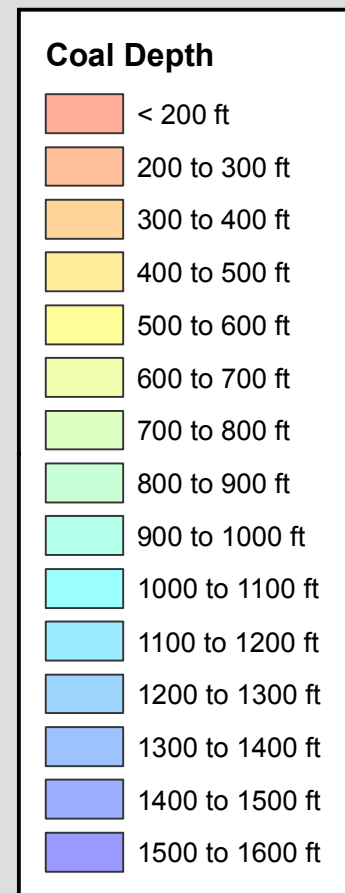 Coal Depth
< 200 ft
200 to 300 ft
300 to 400 ft
400 to 500 ft
500 to 600 ft
600 to 700 ft
700 to 800 ft
800 to 900 ft
900 to 1000 ft
1000 to 1100 ft
1100 to 1200 ft
1200 to 1300 ft
1300 to 1400 ft
1400 to 1500 ft
1500 to 1600 ft